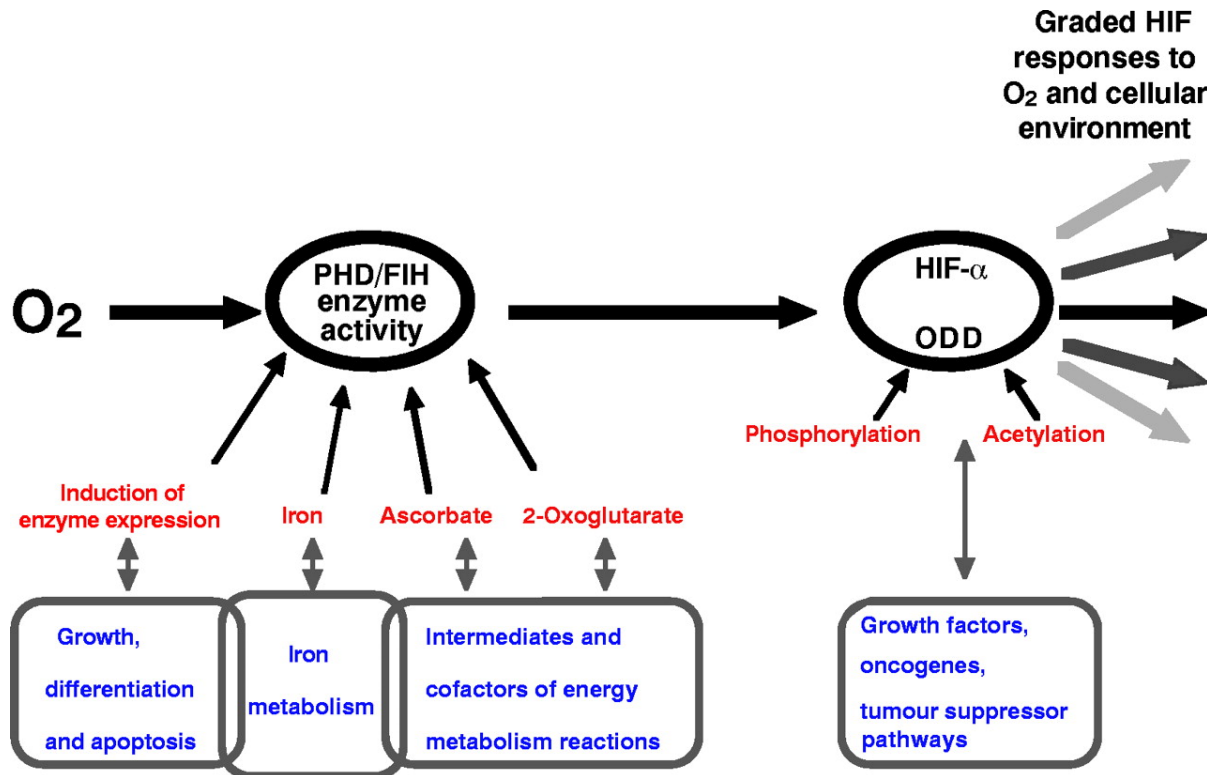 Graded HIF
responses to
O2 and cellular
environment
O2
PHD/FIH
enzyme
activity
HIF-α
ODD
Phosphorylation
Acetylation
Induction of
enzyme expression
Iron
Ascorbate
2-Oxoglutarate
Growth,
differentiation
and apoptosis
Iron
metabolism
Intermediates and
cofactors of energy
metabolism reactions
Growth factors,
oncogenes,
tumour suppressor
pathways